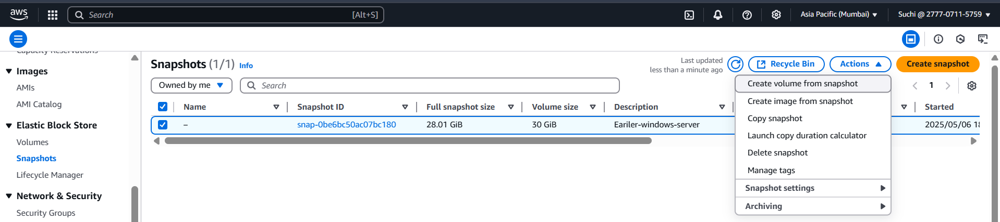 aws
Search [Alt+S]
Asia Pacific (Mumbai)
Suchi @ 2777-0711-5759
Capacity Reservations
Images
AMIs
AMI Catalog
Elastic Block Store
Volumes
Snapshots
Lifecycle Manager
Network & Security
Security Groups
Snapshots (1/1) Info
Last updated
less than a minute ago
Recycle Bin
Actions
Create snapshot
Owned by me
Search
1
Name Snapshot ID Full snapshot size Volume size Description Started
– snap-0be6bc50ac07bc180 28.01 GiB 30 GiB Eariler-windows-server 2025/05/06 18
Create volume from snapshot
Create image from snapshot
Copy snapshot
Launch copy duration calculator
Delete snapshot
Manage tags
Snapshot settings
Archiving